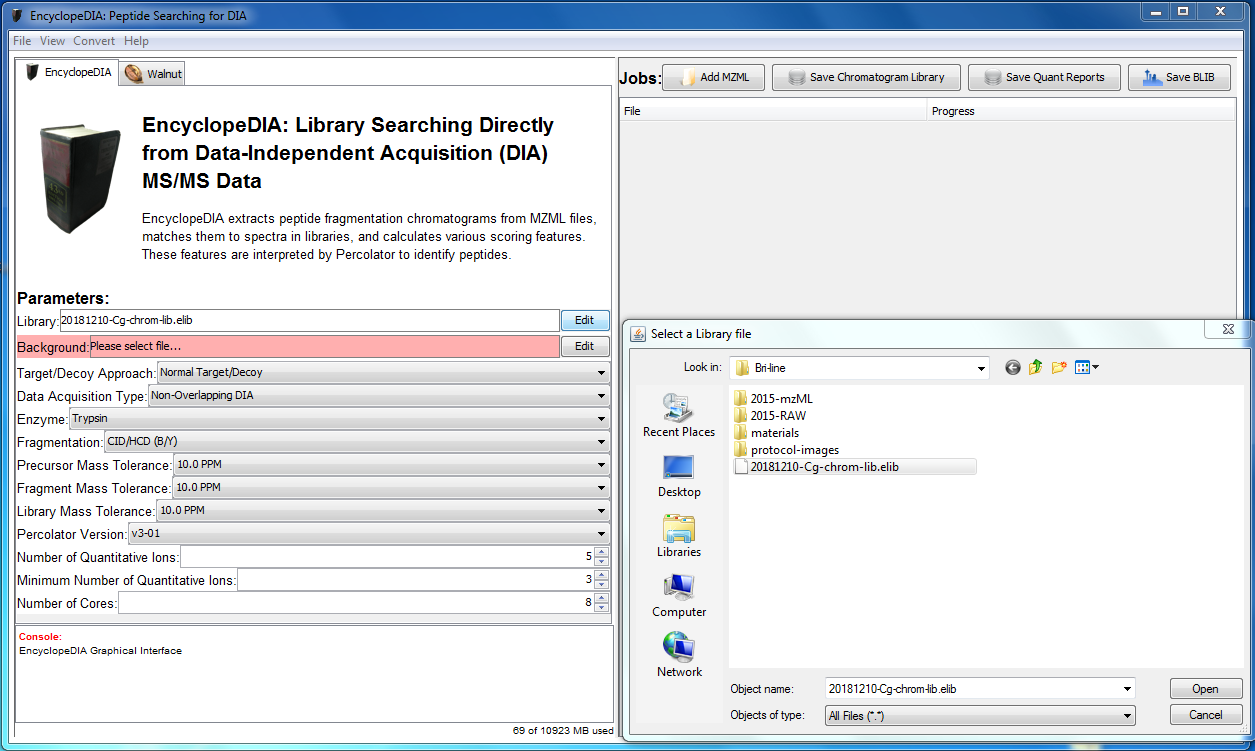 EncyclopeDIA: Peptide Searching for DIA
File View Convert Help
EncyclopeDIA Walnut
EncyclopeDIA: Library Searching Directly
from Data-Independent Acquisition (DIA)
MS/MS Data
EncyclopeDIA extracts peptide fragmentation chromatograms from MZML files,
matches them to spectra in libraries, and calculates various scoring features.
These features are interpreted by Percolator to identify peptides.
Parameters:
Library: 20181210-Cg-chrom-lib.elib Edit
Background: Please select file... Edit
Target/Decoy Approach: Normal Target/Decoy
Data Acquisition Type: Non-Overlapping DIA
Enzyme: Trypsin
Fragmentation: CID/HCD (B/Y)
Precursor Mass Tolerance: 10.0 PPM
Fragment Mass Tolerance: 10.0 PPM
Library Mass Tolerance: 10.0 PPM
Percolator Version: v3-01
Number of Quantitative Ions: 5
Minimum Number of Quantitative Ions: 3
Number of Cores: 8
Console:
EncyclopeDIA Graphical Interface
69 of 10923 MB used
Jobs: Add MZML Save Chromatogram Library Save Quant Reports Save BLIB
File Progress
Select a Library file
Look in: Bri-line
Recent Places
Desktop
Libraries
Computer
Network
2015-mzML
2015-RAW
materials
protocol-images
20181210-Cg-chrom-lib.elib
Object name: 20181210-Cg-chrom-lib.elib Open
Objects of type: All Files (*.*) Cancel